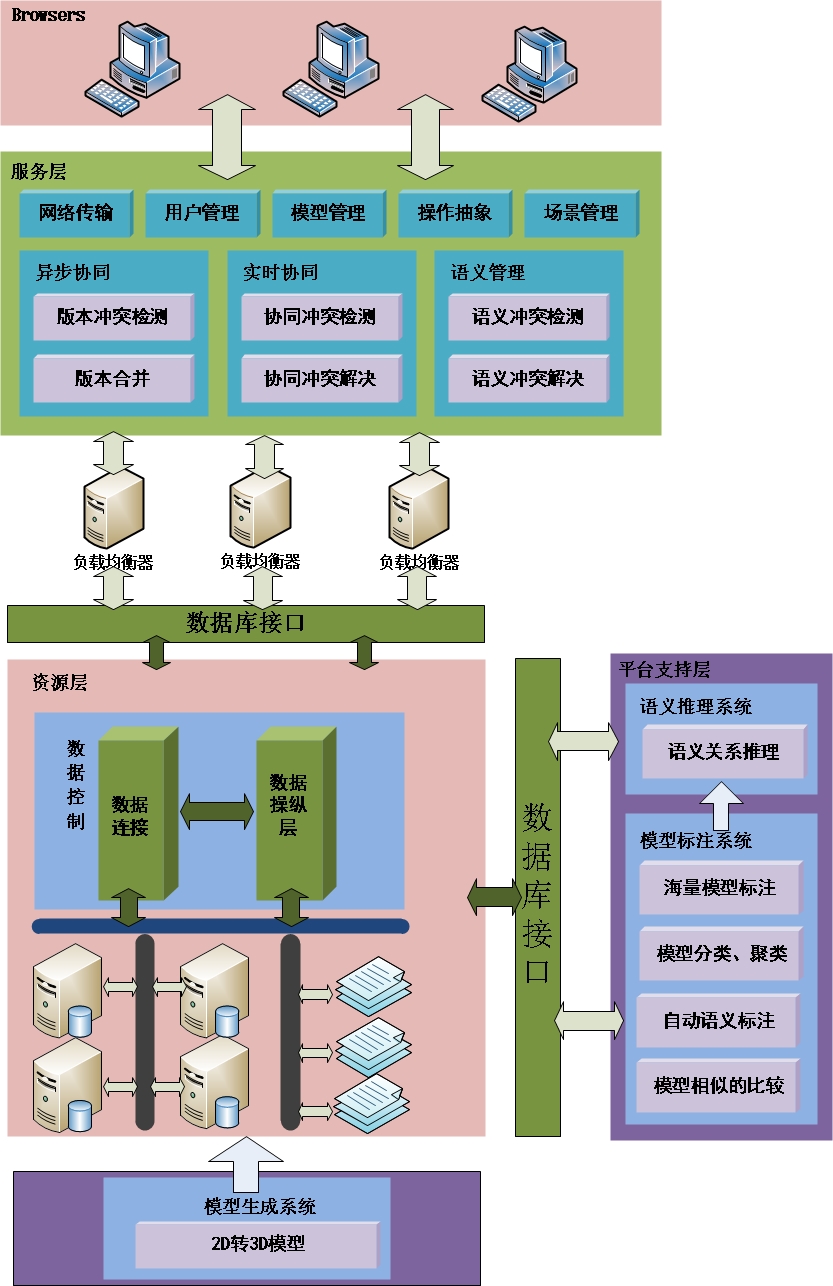 Browsers
服务层
网络传输
用户管理
模型管理
操作抽象
场景管理
异步协同
版本冲突检测
版本合并
实时协同
协同冲突检测
协同冲突解决
语义管理
语义冲突检测
语义冲突解决
负载均衡器
负载均衡器
负载均衡器
数据库接口
资源层
数
据
控
制
数据
连接
数据
操纵
层
数
据
库
接
口
平台支持层
语义推理系统
语义关系推理
模型标注系统
海量模型标注
模型分类、聚类
自动语义标注
模型相似的比较
模型生成系统
2D转3D模型